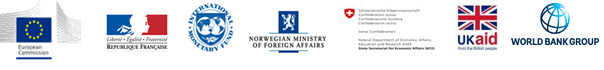 European
Commission
Liberté • Égalité • Fraternité
RÉPUBLIQUE FRANÇAISE
INTERNATIONAL
MONETARY FUND
NORWEGIAN MINISTRY
OF FOREIGN AFFAIRS
Schweizerische Eidgenossenschaft
Confédération suisse
Confederazione Svizzera
Confederaziun svizra
Swiss Confederation
Federal Department of Economic Affairs,
Education and Research EAER
State Secretariat for Economic Affairs SECO
UKaid
from the British people
WORLD BANK GROUP